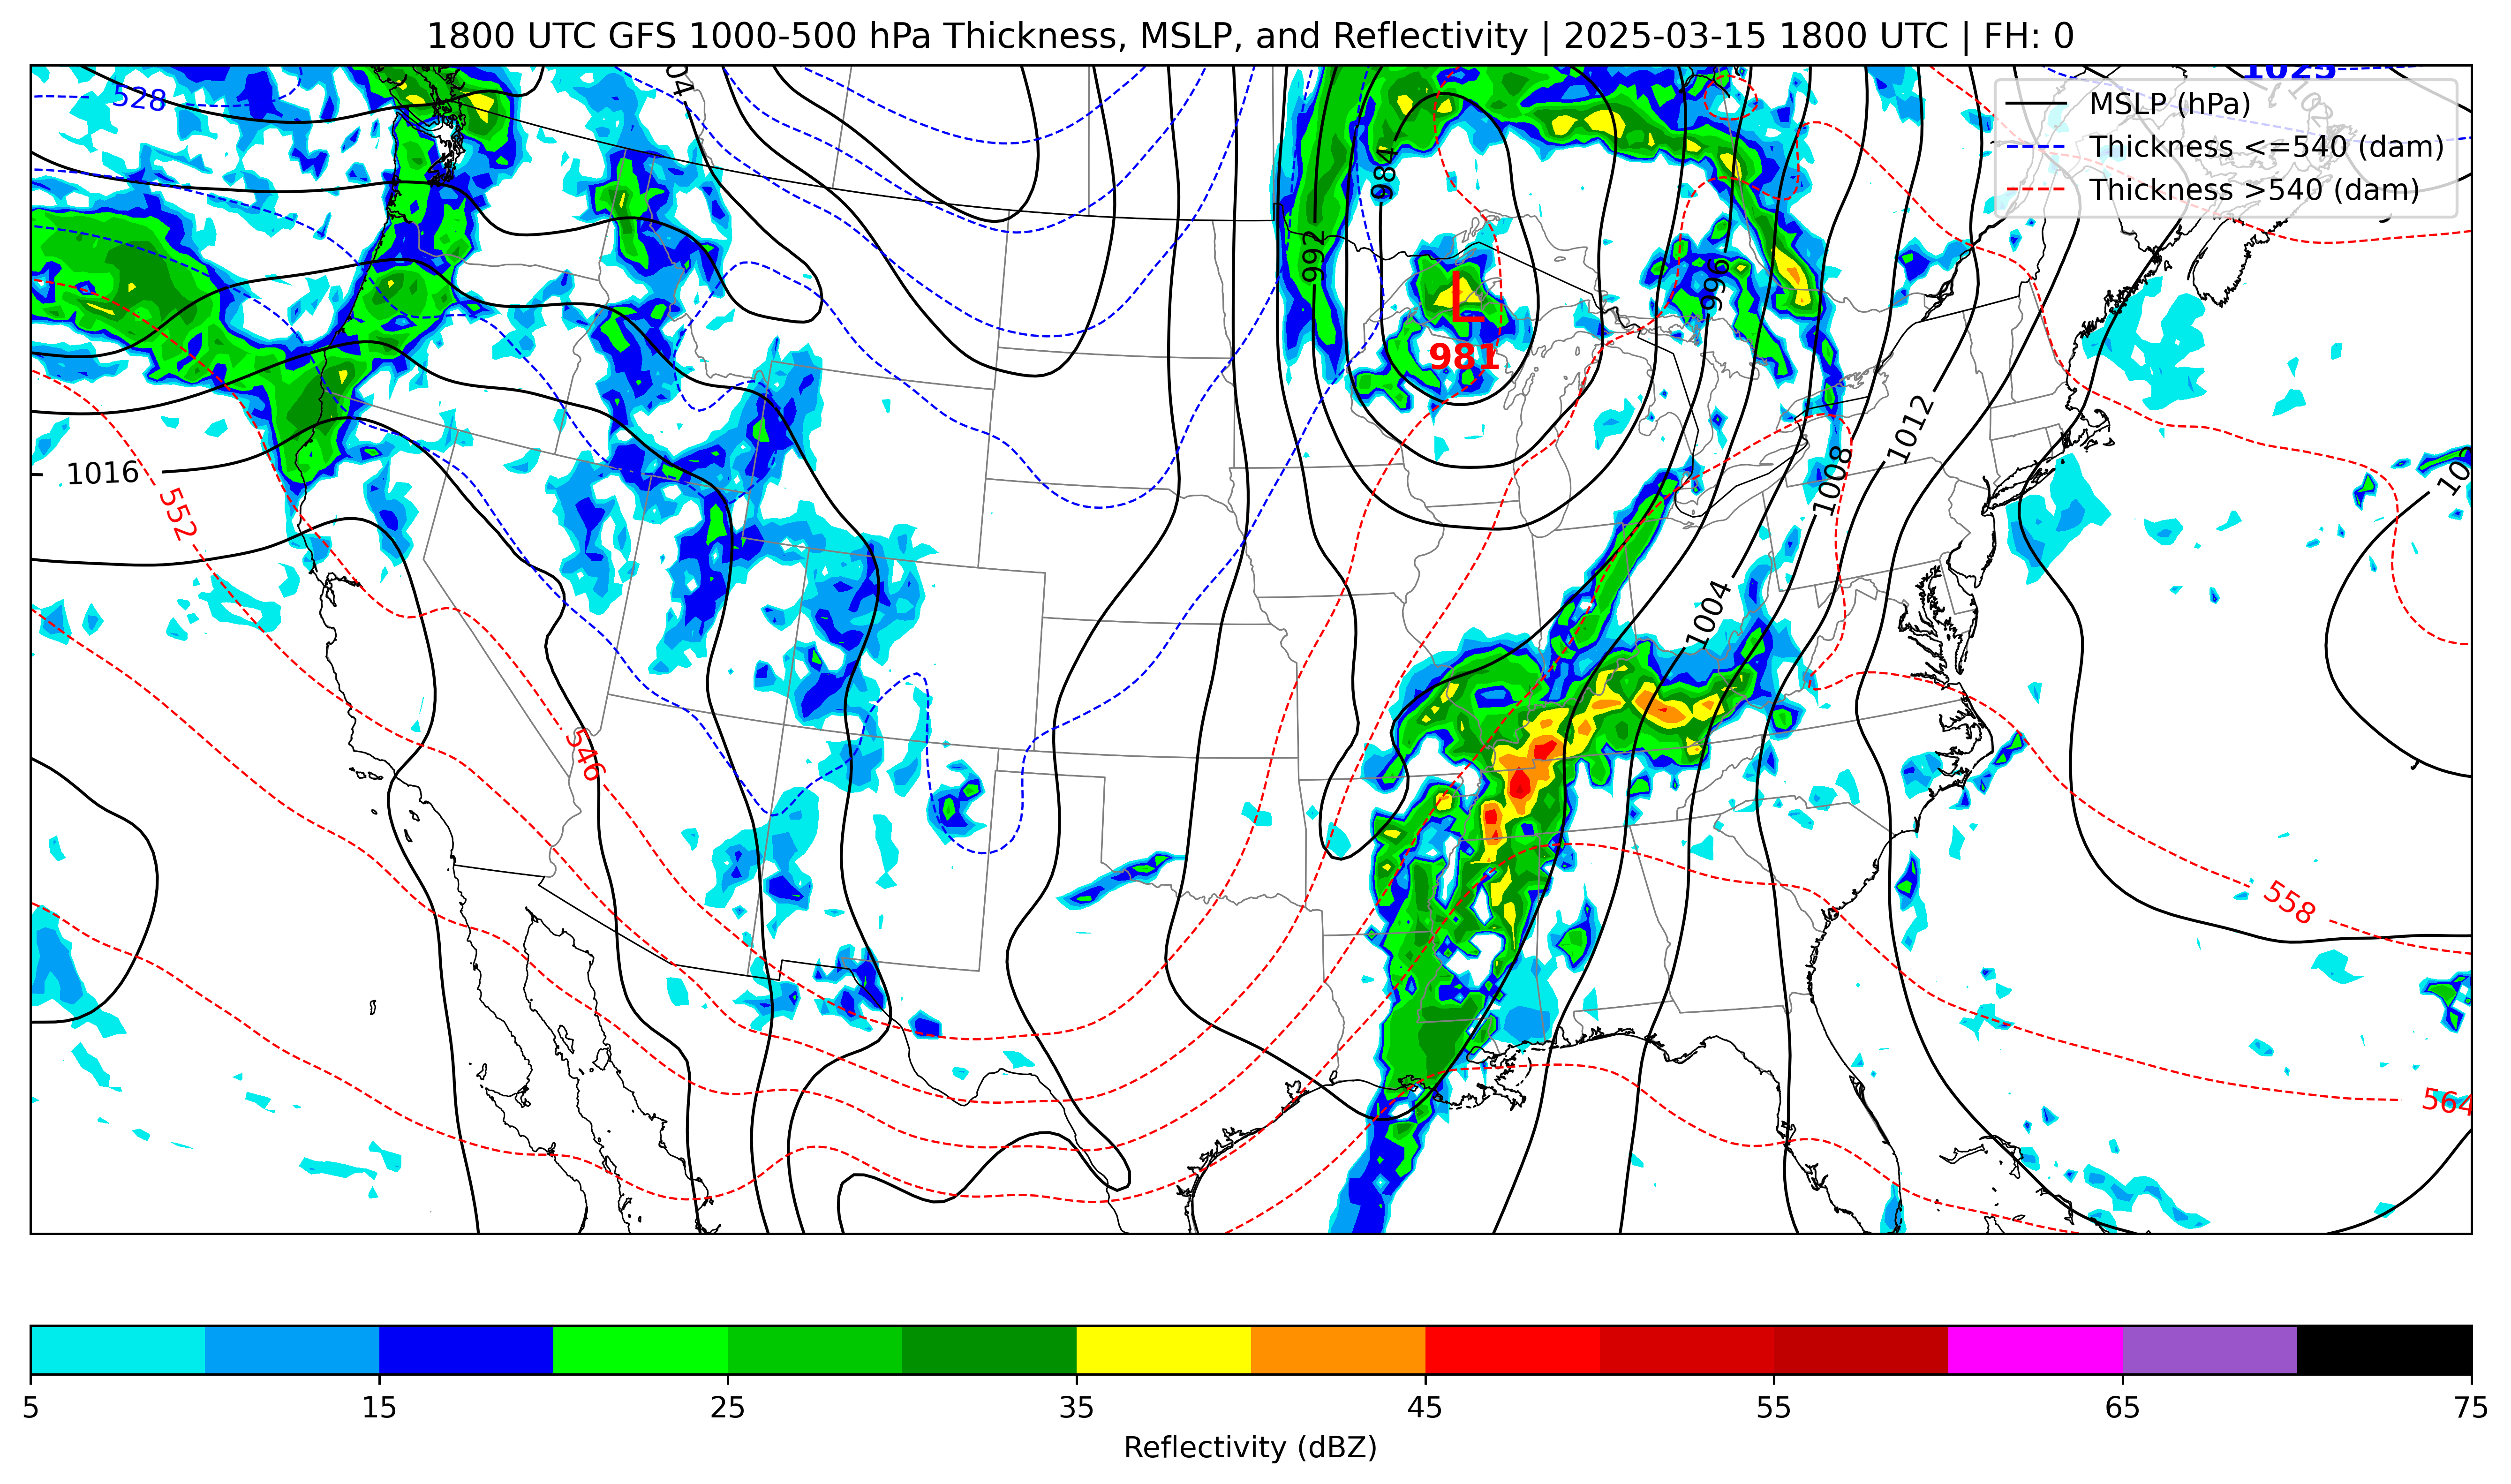 1800 UTC GFS 1000-500 hPa Thickness, MSLP, and Reflectivity | 2025-03-15 1800 UTC | FH: 0
1025
MSLP (hPa)
Thickness <=540 (dam)
Thickness >540 (dam)
528
984
992
996
L
981
1012
1008
1016
552
1004
546
558
564
5 15 25 35 45 55 65 75
Reflectivity (dBZ)